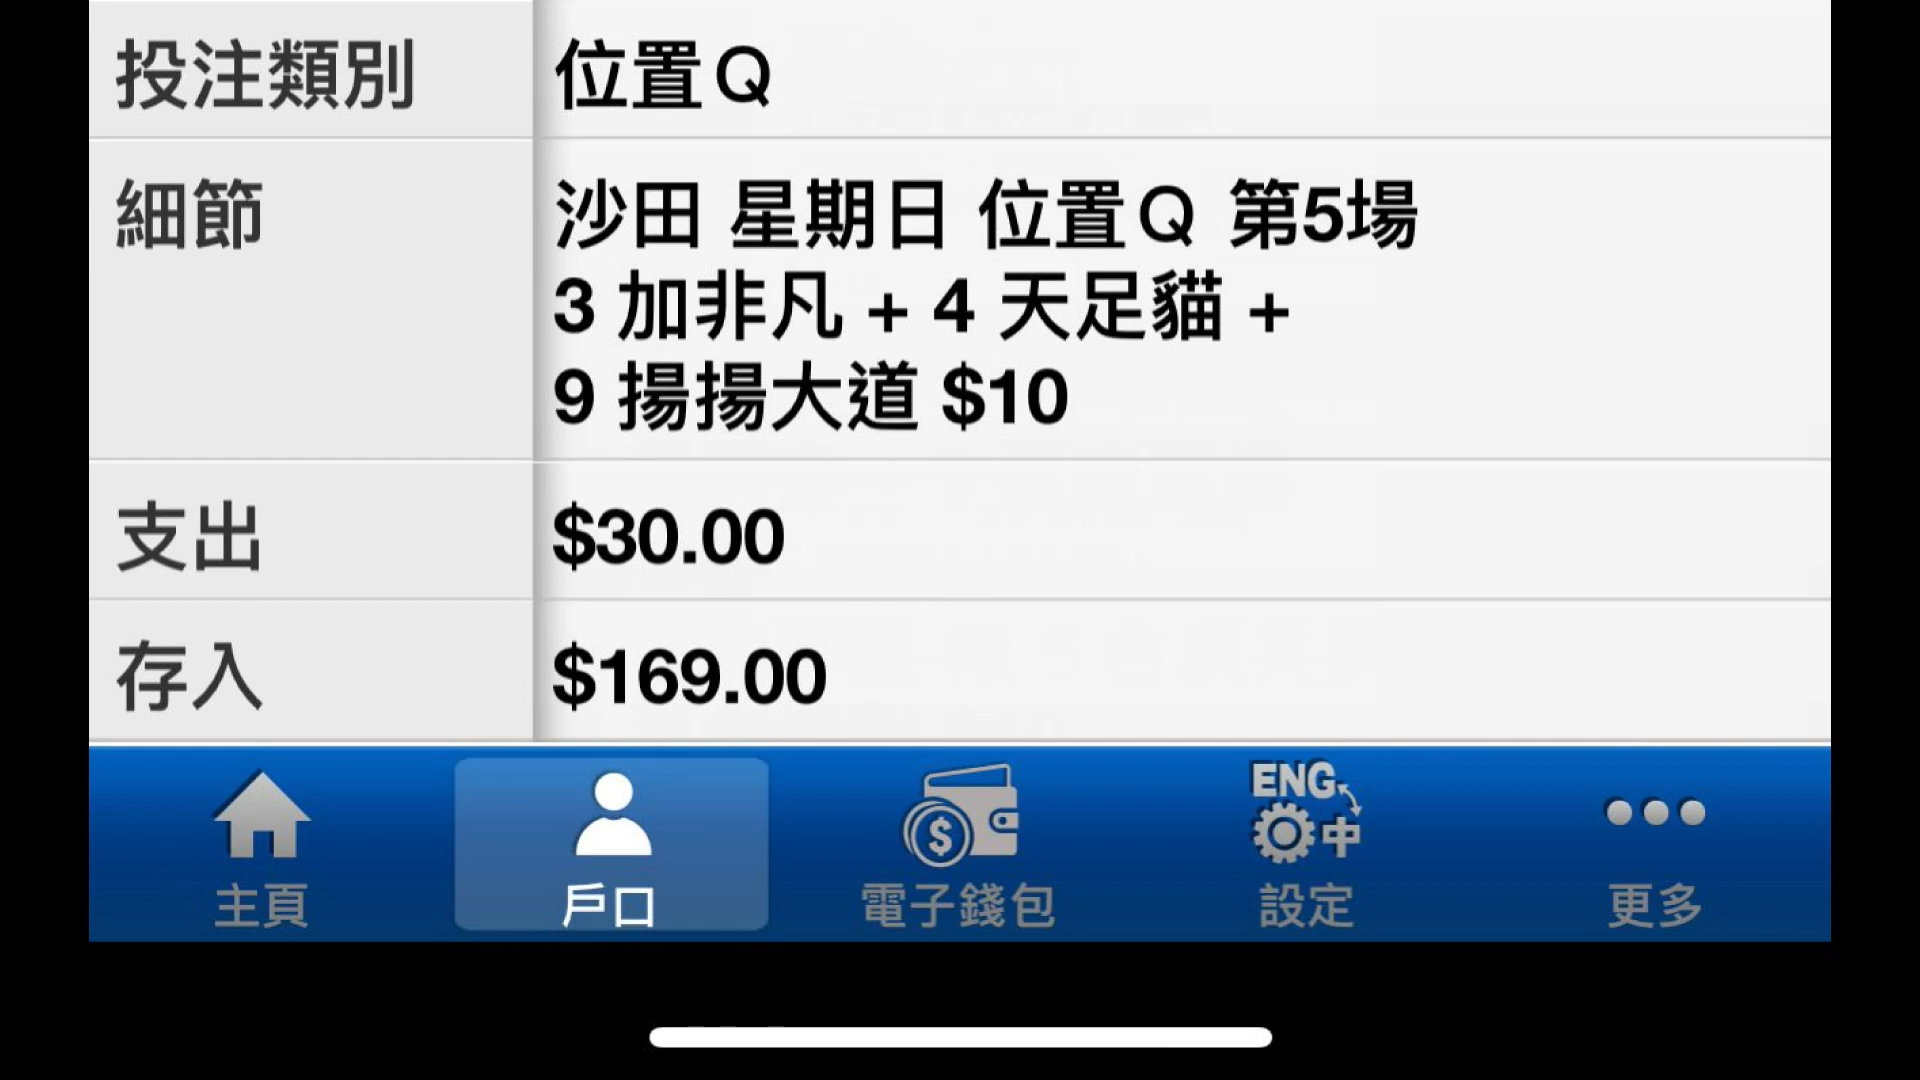 投注類別
位置Q
細節
沙田 星期日 位置Q 第5場
3 加非凡 + 4 天足貓 +
9 揚揚大道 $10
支出
$30.00
存入
$169.00
主頁
戶口
電子錢包
ENG
中
設定
更多